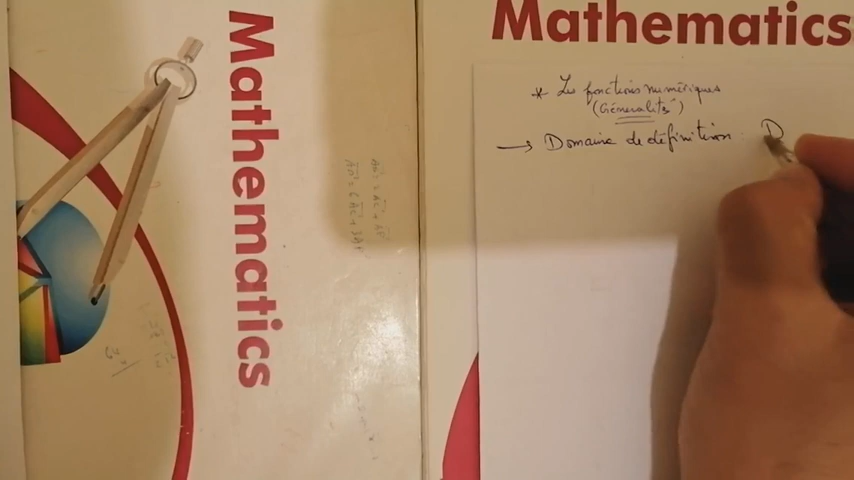 Mathematics
Mathematics
* Les fonctions numériques
(Généralités)
→ Domaine de définition : D